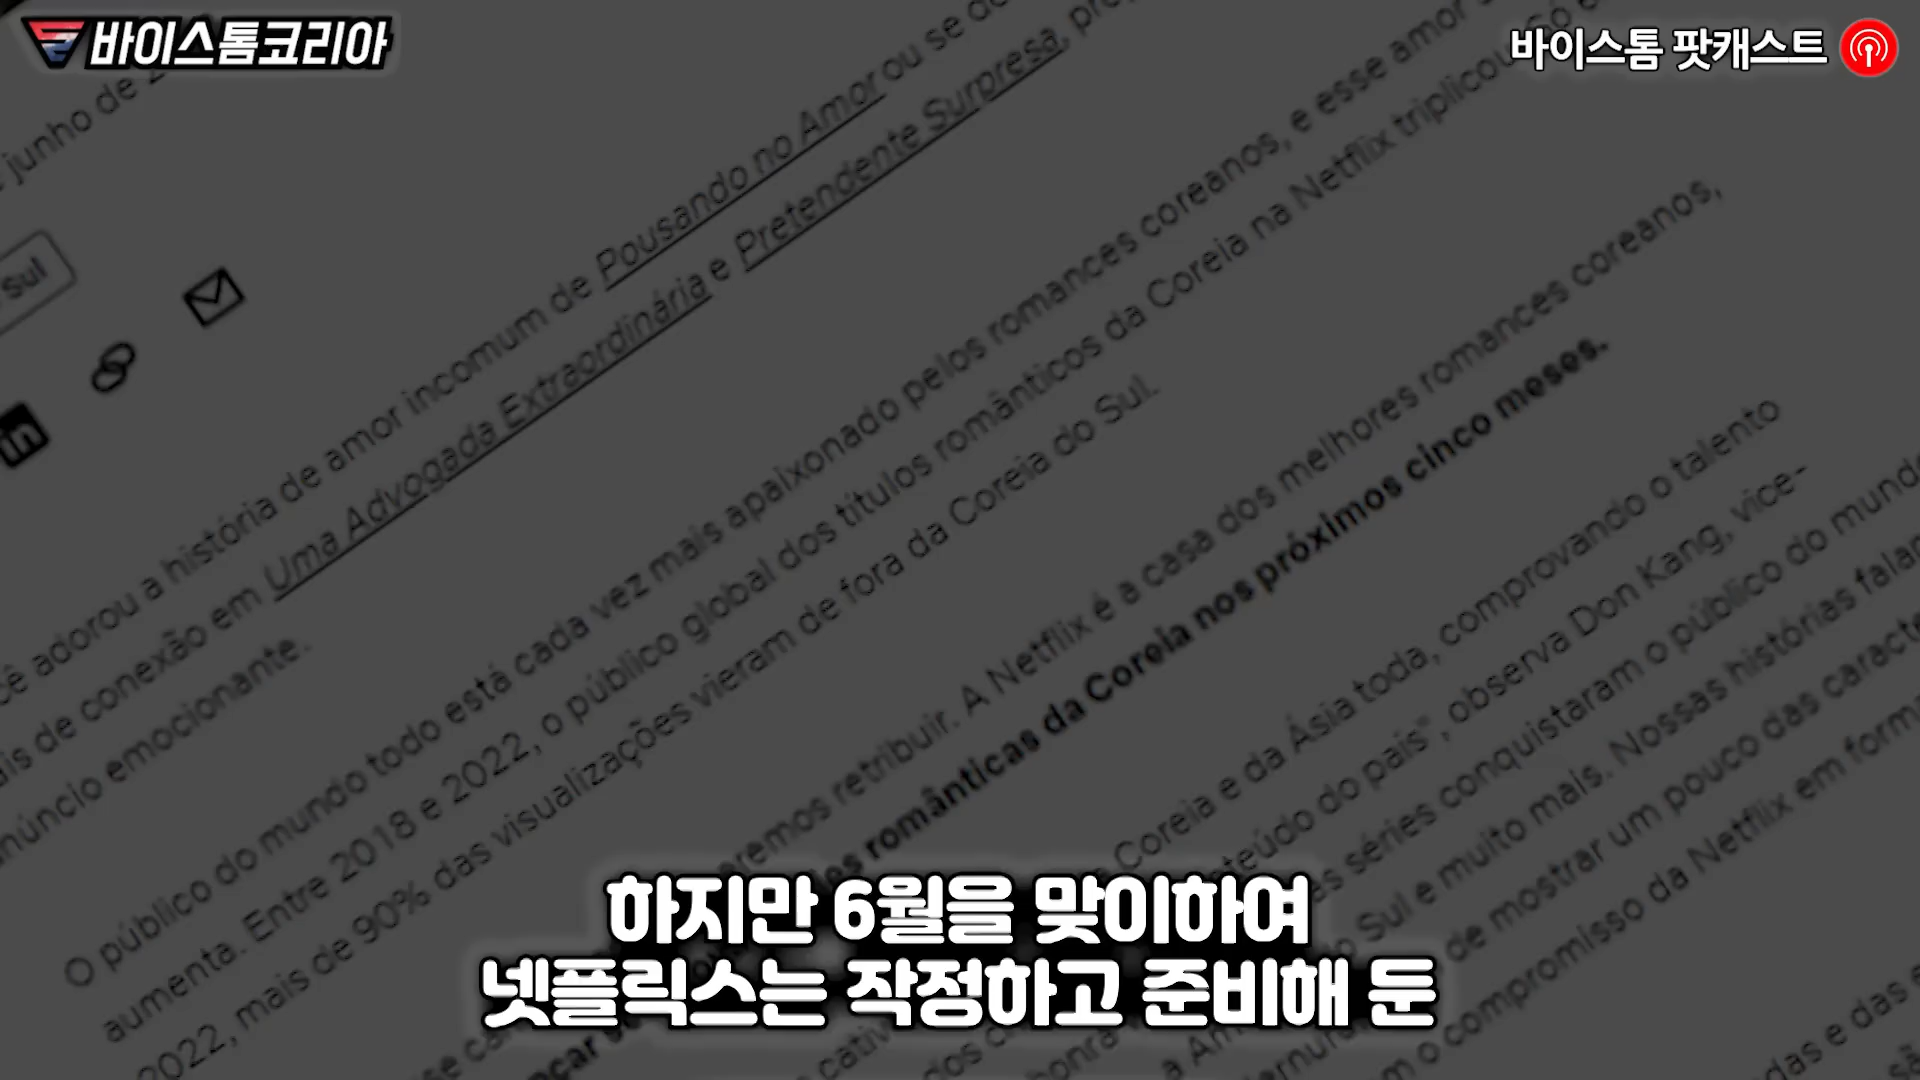 바이스톰코리아
바이스톰 팟캐스트
junho de
sul
in
cê adorou a história de amor incomum de Pousando no Amor ou se
de conexão em Uma Advogada Extraordinária e Pretendente Surpresa,
anúncio emocionante.
O público do mundo todo está cada vez mais apaixonado pelos romances coreanos, e esse amor
aumenta. Entre 2018 e 2022, o público global dos títulos românticos da Coreia na Netflix triplicou.
2022, mais de 90% das visualizações vieram de fora da Coreia do Sul.
retribuir. A Netflix é a casa dos melhores romances coreanos,
românticas da Coreia nos próximos cinco meses.
Coreia e da Ásia toda, comprovando o talento
do país", observa Don Kang, vice-
séries conquistaram o público do mundo
Sul e muito mais. Nossas histórias falam
de mostrar um pouco das
compromisso da Netflix em
하지만 6월을 맞이하여
넷플릭스는 작정하고 준비해 둔